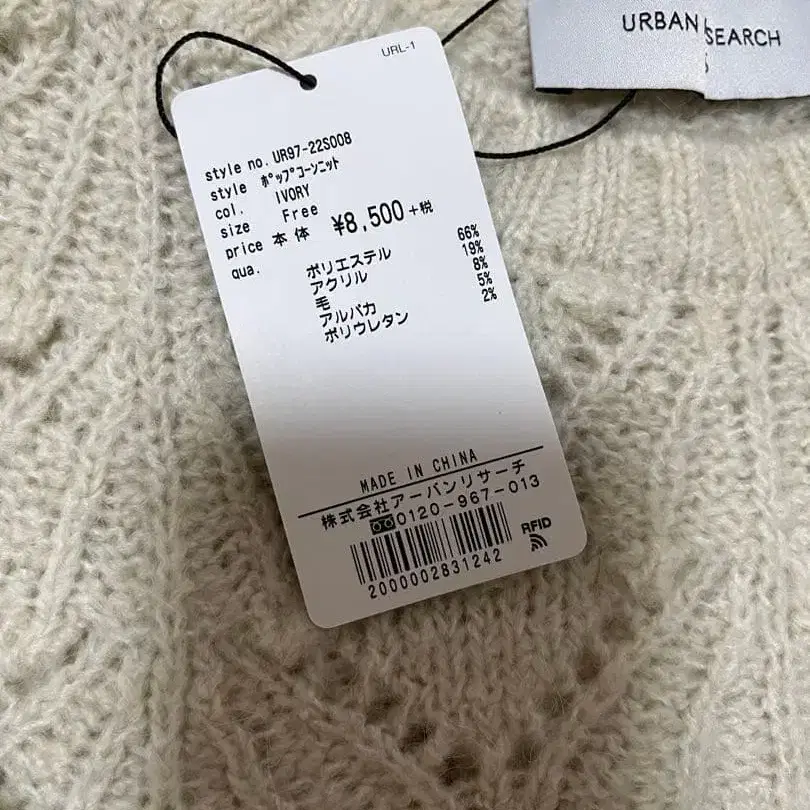 URBAN
SEARCH
URL-1
style no. UR97-22S008
style ﾎﾟｯﾌﾟｺｰﾝﾆｯﾄ
col. IVORY
size Free
price 本体 ¥8,500+税
qua.
ポリエステル 66%
アクリル 19%
毛 8%
アルパカ 5%
ポリウレタン 2%
MADE IN CHINA
株式会社アーバンリサーチ
0120-967-013
RFID
2000002831242